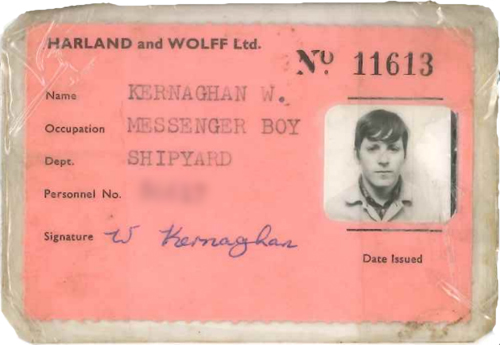 HARLAND and WOLFF Ltd.
Nº 11613
Name KERNAGHAN W.
Occupation MESSENGER BOY
Dept. SHIPYARD
Personnel No.
Signature W Kernaghan
Date Issued